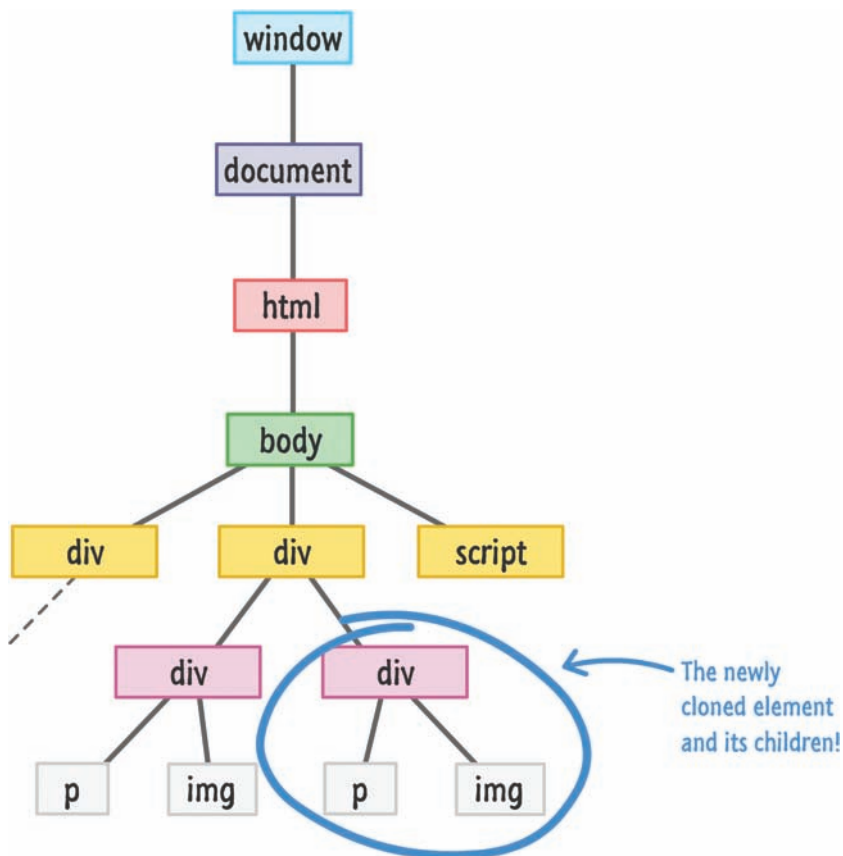 window
document
html
body
div
div
script
div
div
The newly
cloned element
and its children!
p
img
p
img